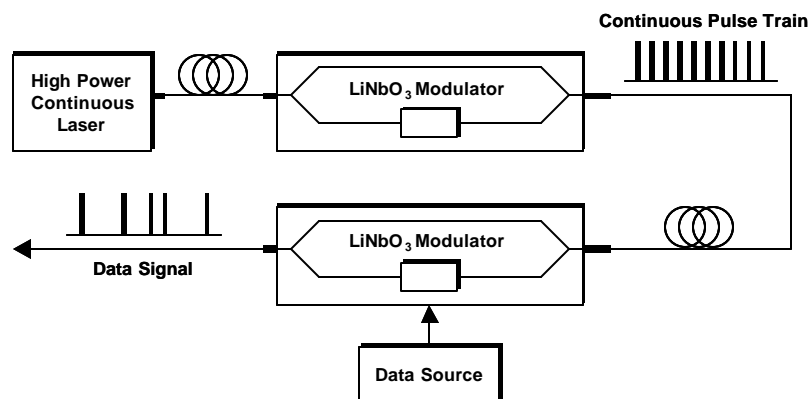 Continuous Pulse Train
High Power
Continuous
Laser
LiNbO3 Modulator
LiNbO3 Modulator
Data Signal
Data Source